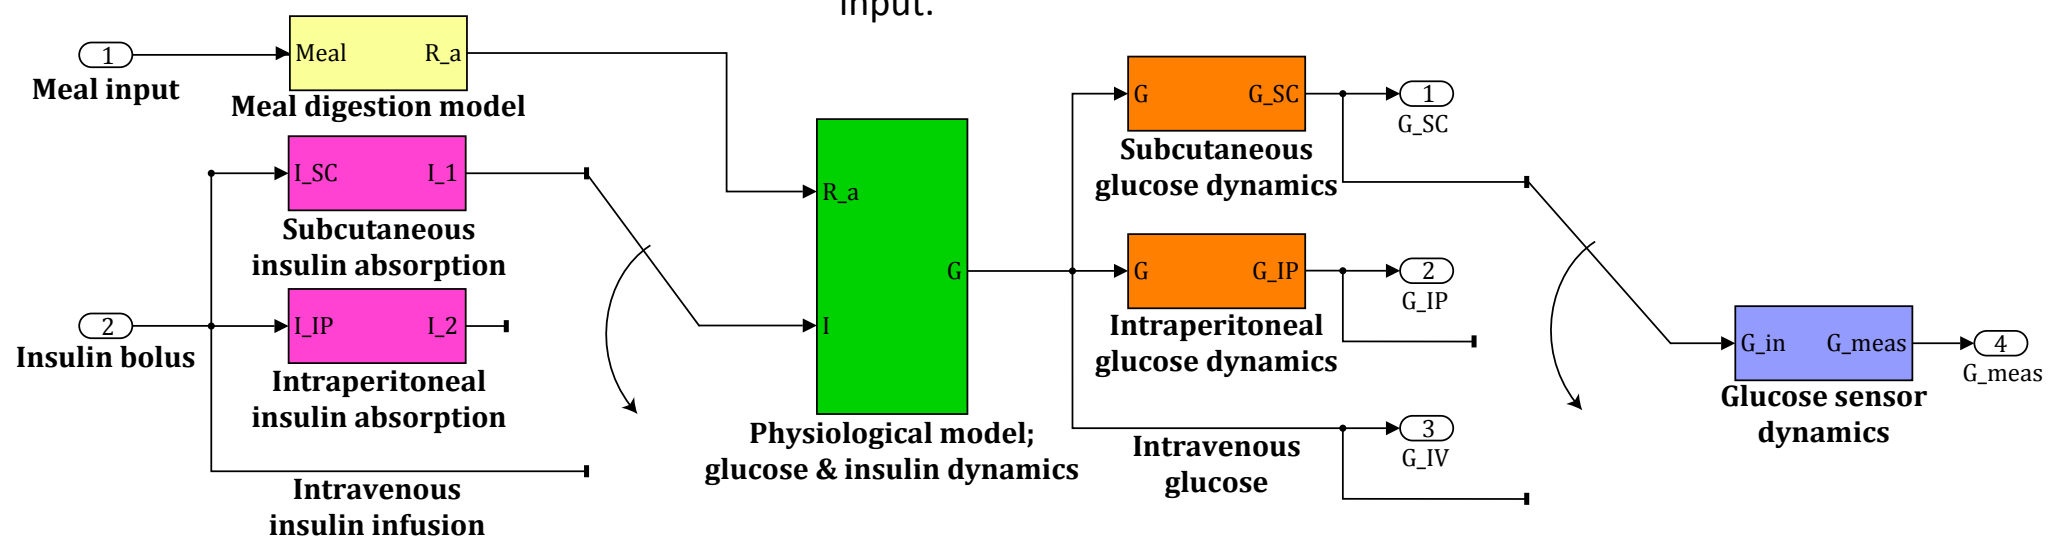 input.
1
Meal input
Meal R_a
Meal digestion model
I_SC I_1
Subcutaneous
insulin absorption
2
Insulin bolus
I_IP I_2
Intraperitoneal
insulin absorption
Intravenous
insulin infusion
R_a
G
I
Physiological model;
glucose & insulin dynamics
G G_SC
Subcutaneous
glucose dynamics
1
G_SC
G G_IP
Intraperitoneal
glucose dynamics
2
G_IP
Intravenous
glucose
3
G_IV
G_in G_meas
Glucose sensor
dynamics
4
G_meas